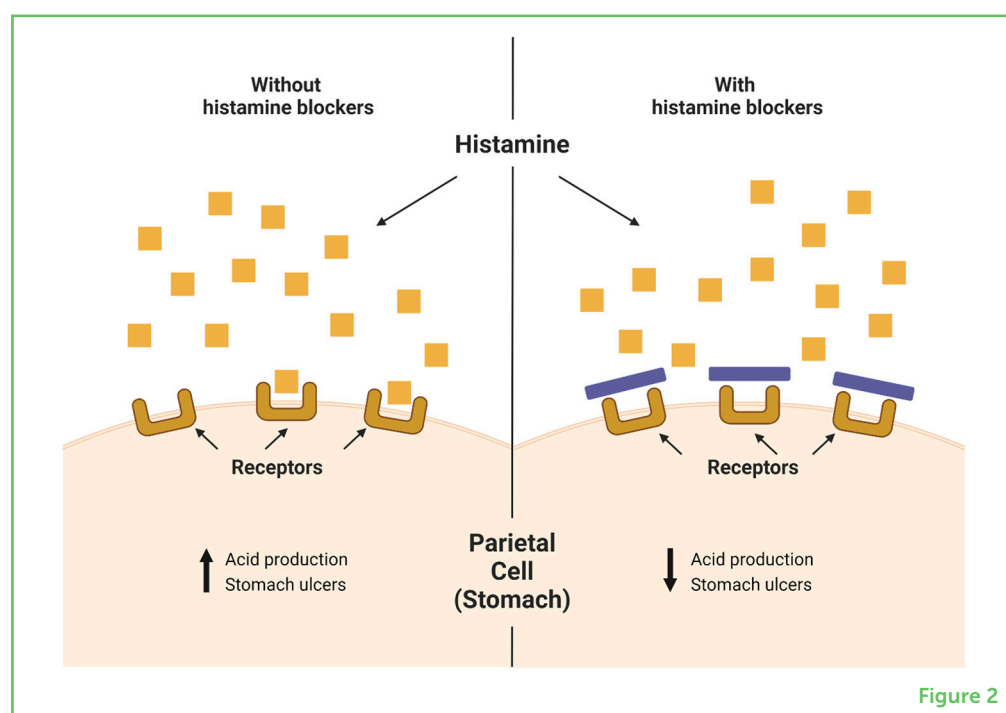 Without
histamine blockers
With
histamine blockers
Histamine
Receptors
Receptors
Acid production
Stomach ulcers
Parietal
Cell
(Stomach)
Acid production
Stomach ulcers
Figure 2